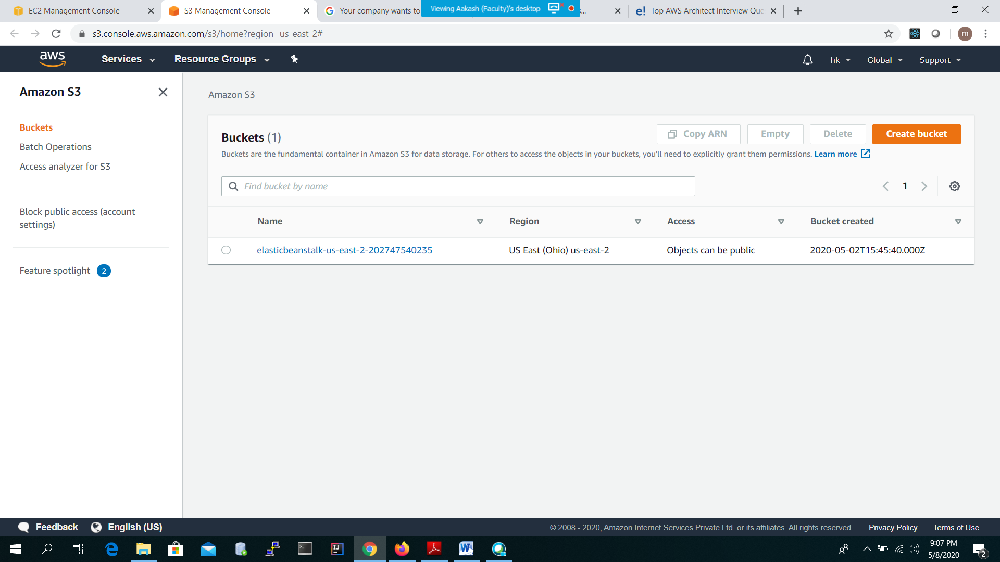 EC2 Management Console
S3 Management Console
Your company wants to
Viewing Aakash (Faculty)'s desktop
s...
Top AWS Architect Interview Que
s3.console.aws.amazon.com/s3/home?region=us-east-2#
m
aws
Services
Resource Groups
hk
Global
Support
Amazon S3
Buckets
Batch Operations
Access analyzer for S3
Block public access (account
settings)
Feature spotlight 2
Amazon S3
Buckets (1)
Copy ARN
Empty
Delete
Create bucket
Buckets are the fundamental container in Amazon S3 for data storage. For others to access the objects in your buckets, you'll need to explicitly grant them permissions. Learn more
Find bucket by name
1
Name
Region
Access
Bucket created
elasticbeanstalk-us-east-2-202747540235
US East (Ohio) us-east-2
Objects can be public
2020-05-02T15:45:40.000Z
Feedback
English (US)
© 2008 - 2020, Amazon Internet Services Private Ltd. or its affiliates. All rights reserved.
Privacy Policy
Terms of Use
9:07 PM
5/8/2020
2